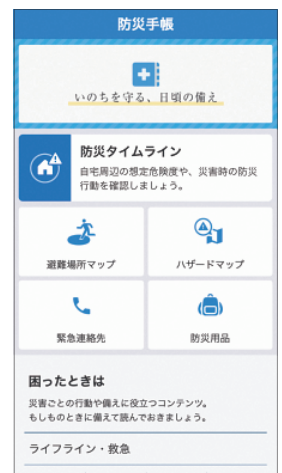 防災手帳
いのちを守る、日頃の備え
防災タイムライン
自宅周辺の想定危険度や、災害時の防災
行動を確認しましょう。
避難場所マップ
ハザードマップ
緊急連絡先
防災用品
困ったときは
災害ごとの行動や備えに役立つコンテンツ。
もしものときに備えて読んでおきましょう。
ライフライン・救急